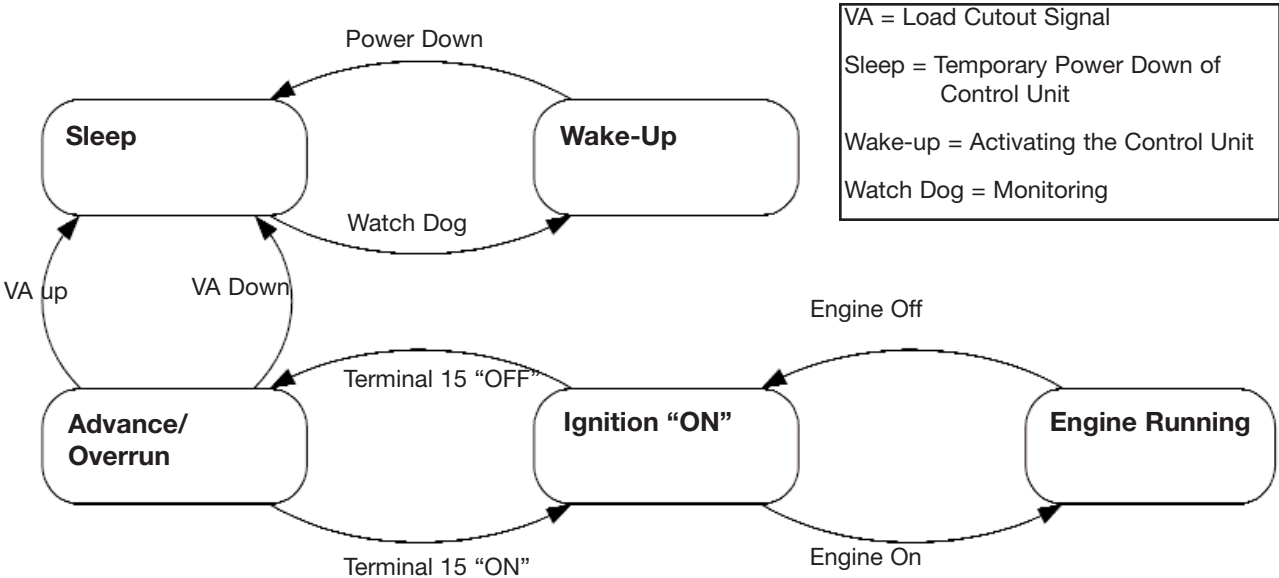 Power Down
VA = Load Cutout Signal
Sleep = Temporary Power Down of
Control Unit
Wake-up = Activating the Control Unit
Watch Dog = Monitoring
Sleep
Wake-Up
Watch Dog
VA up
VA Down
Engine Off
Terminal 15 “OFF”
Advance/
Overrun
Ignition “ON”
Engine Running
Terminal 15 “ON”
Engine On